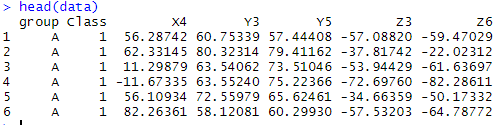 > head(data)
group Class X4 Y3 Y5 Z3 Z6
1 A 1 56.28742 60.75339 57.44408 -57.08820 -59.47029
2 A 1 62.33145 80.32314 79.41162 -37.81742 -22.02312
3 A 1 11.29879 63.54062 73.51046 -53.94429 -61.63697
4 A 1 -11.67335 63.55240 75.22366 -72.69760 -82.28611
5 A 1 56.10934 72.55979 65.62461 -34.66359 -50.17332
6 A 1 82.26361 58.12081 60.29930 -57.53203 -64.78772